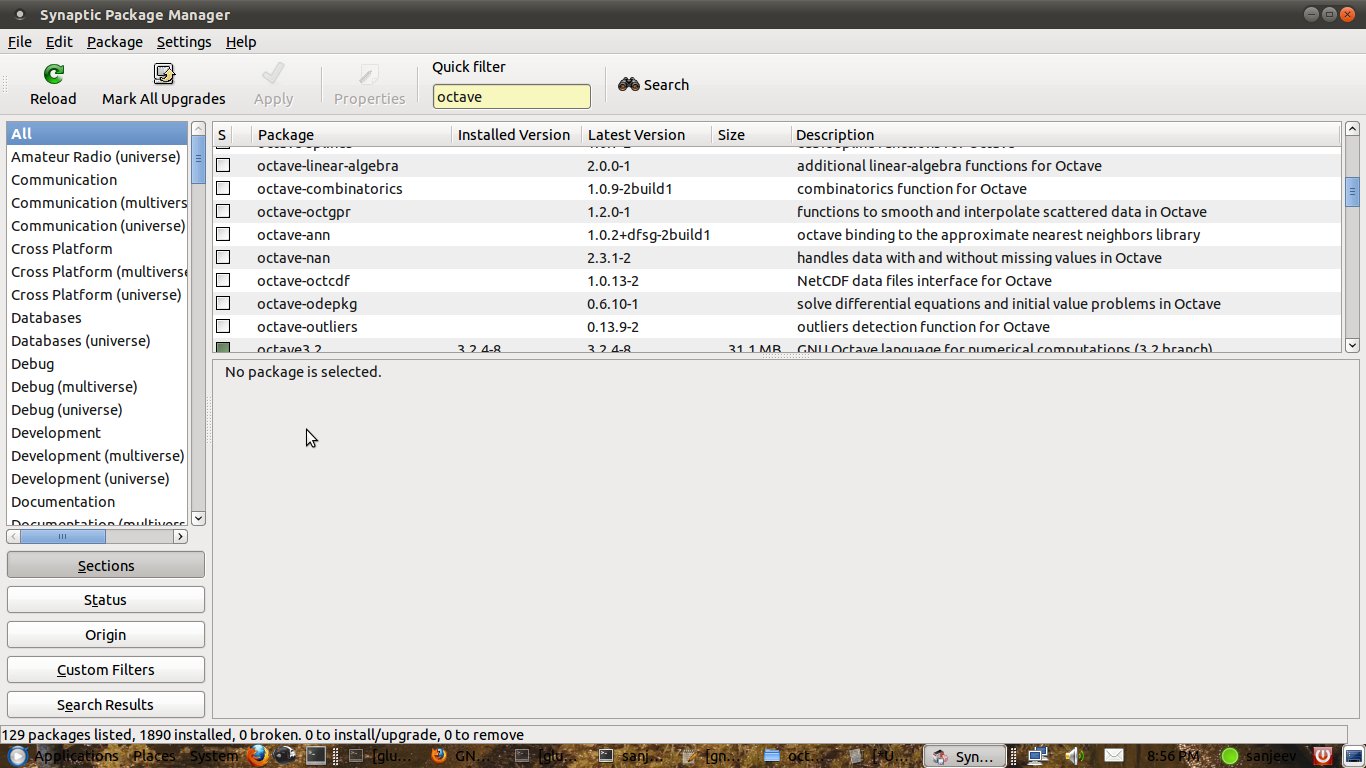 Synaptic Package Manager
File Edit Package Settings Help
Reload Mark All Upgrades Apply Properties Quick filter octave Search
S Package Installed Version Latest Version Size Description
octave-linear-algebra 2.0.0-1 additional linear-algebra functions for Octave
octave-combinatorics 1.0.9-2build1 combinatorics function for Octave
octave-octgpr 1.2.0-1 functions to smooth and interpolate scattered data in Octave
octave-ann 1.0.2+dfsg-2build1 octave binding to the approximate nearest neighbors library
octave-nan 2.3.1-2 handles data with and without missing values in Octave
octave-octcdf 1.0.13-2 NetCDF data files interface for Octave
octave-odepkg 0.6.10-1 solve differential equations and initial value problems in Octave
octave-outliers 0.13.9-2 outliers detection function for Octave
octave3.2 3.2.4-8 3.2.4-8 31.1 MB GNU Octave language for numerical computations (3.2 branch)
All
Amateur Radio (universe)
Communication
Communication (multivers
Communication (universe)
Cross Platform
Cross Platform (multiverse
Cross Platform (universe)
Databases
Databases (universe)
Debug
Debug (multiverse)
Debug (universe)
Development
Development (multiverse)
Development (universe)
Documentation
Documentation (multivers
No package is selected.
Sections
Status
Origin
Custom Filters
Search Results
129 packages listed, 1890 installed, 0 broken. 0 to install/upgrade, 0 to remove
Applications Places System [glu... GN... [glu... sanj... [gn... oct... [*U... Syn... 8:56 PM sanjeev